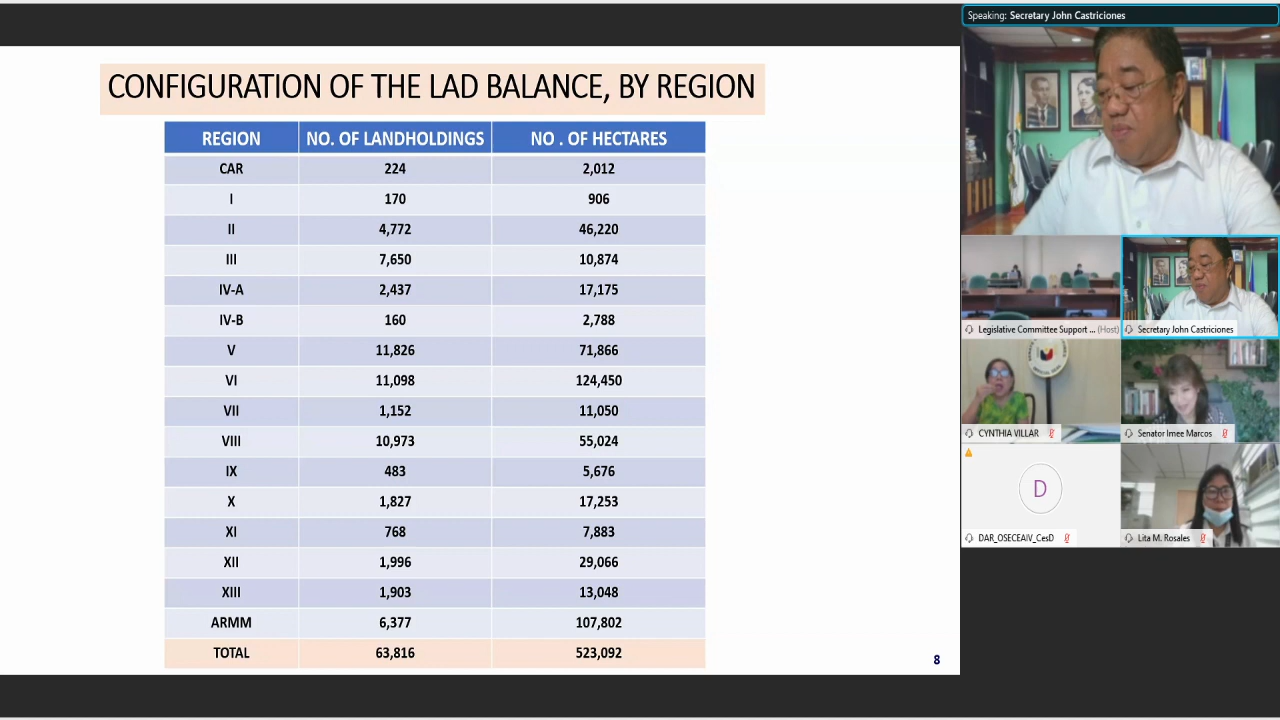 Speaking: Secretary John Castriciones
CONFIGURATION OF THE LAD BALANCE, BY REGION
REGION NO. OF LANDHOLDINGS NO . OF HECTARES
CAR 224 2,012
I 170 906
II 4,772 46,220
III 7,650 10,874
IV-A 2,437 17,175
IV-B 160 2,788
V 11,826 71,866
VI 11,098 124,450
VII 1,152 11,050
VIII 10,973 55,024
IX 483 5,676
X 1,827 17,253
XI 768 7,883
XII 1,996 29,066
XIII 1,903 13,048
ARMM 6,377 107,802
TOTAL 63,816 523,092
8
Legislative Committee Support ... (Host)
Secretary John Castriciones
CYNTHIA VILLAR
Senator Imee Marcos
D
DAR_OSECEAIV_CesD
Lita M. Rosales